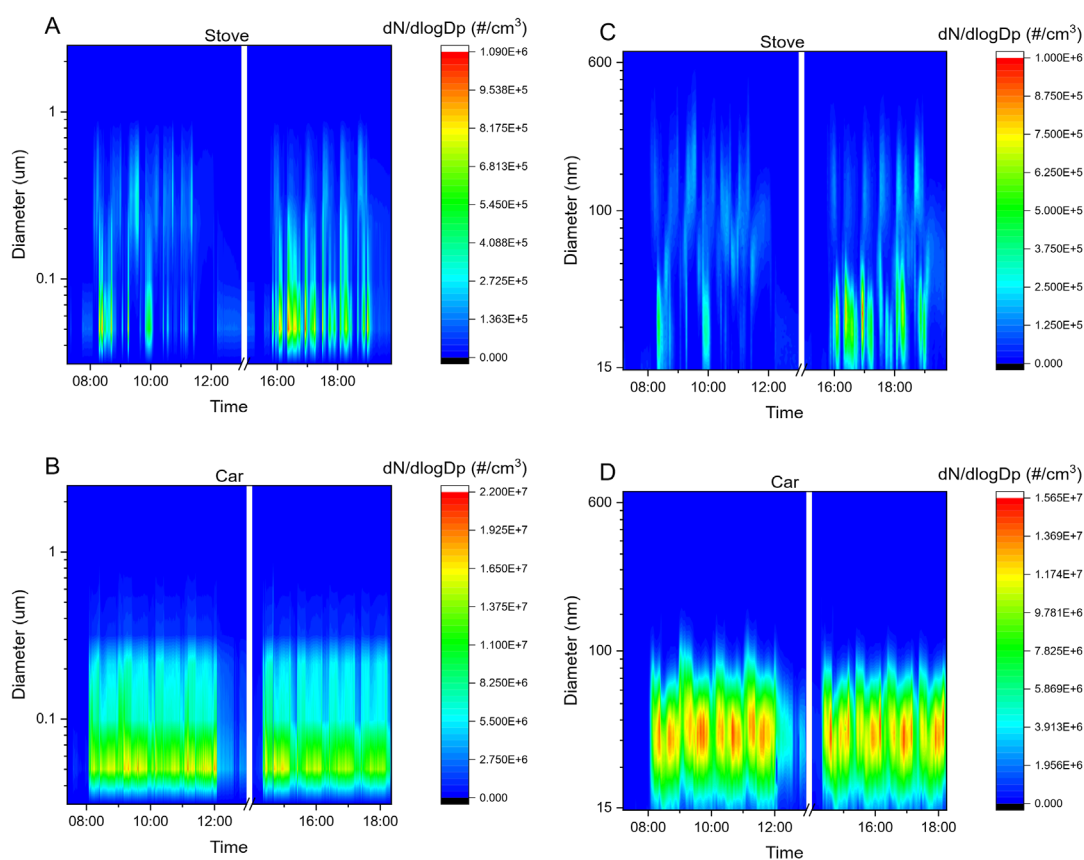 A
Stove
dN/dlogDp (#/cm³)
1.090E+6
9.538E+5
8.175E+5
6.813E+5
5.450E+5
4.088E+5
2.725E+5
1.363E+5
0.000
1
0.1
Diameter (um)
08:00 10:00 12:00 16:00 18:00
Time
C
Stove
dN/dlogDp (#/cm³)
1.000E+6
8.750E+5
7.500E+5
6.250E+5
5.000E+5
3.750E+5
2.500E+5
1.250E+5
0.000
600
100
15
Diameter (nm)
08:00 10:00 12:00 16:00 18:00
Time
B
Car
dN/dlogDp (#/cm³)
2.200E+7
1.925E+7
1.650E+7
1.375E+7
1.100E+7
8.250E+6
5.500E+6
2.750E+6
0.000
1
0.1
Diameter (um)
08:00 10:00 12:00 16:00 18:00
Time
D
Car
dN/dlogDp (#/cm³)
1.565E+7
1.369E+7
1.174E+7
9.781E+6
7.825E+6
5.869E+6
3.913E+6
1.956E+6
0.000
600
100
15
Diameter (nm)
08:00 10:00 12:00 16:00 18:00
Time